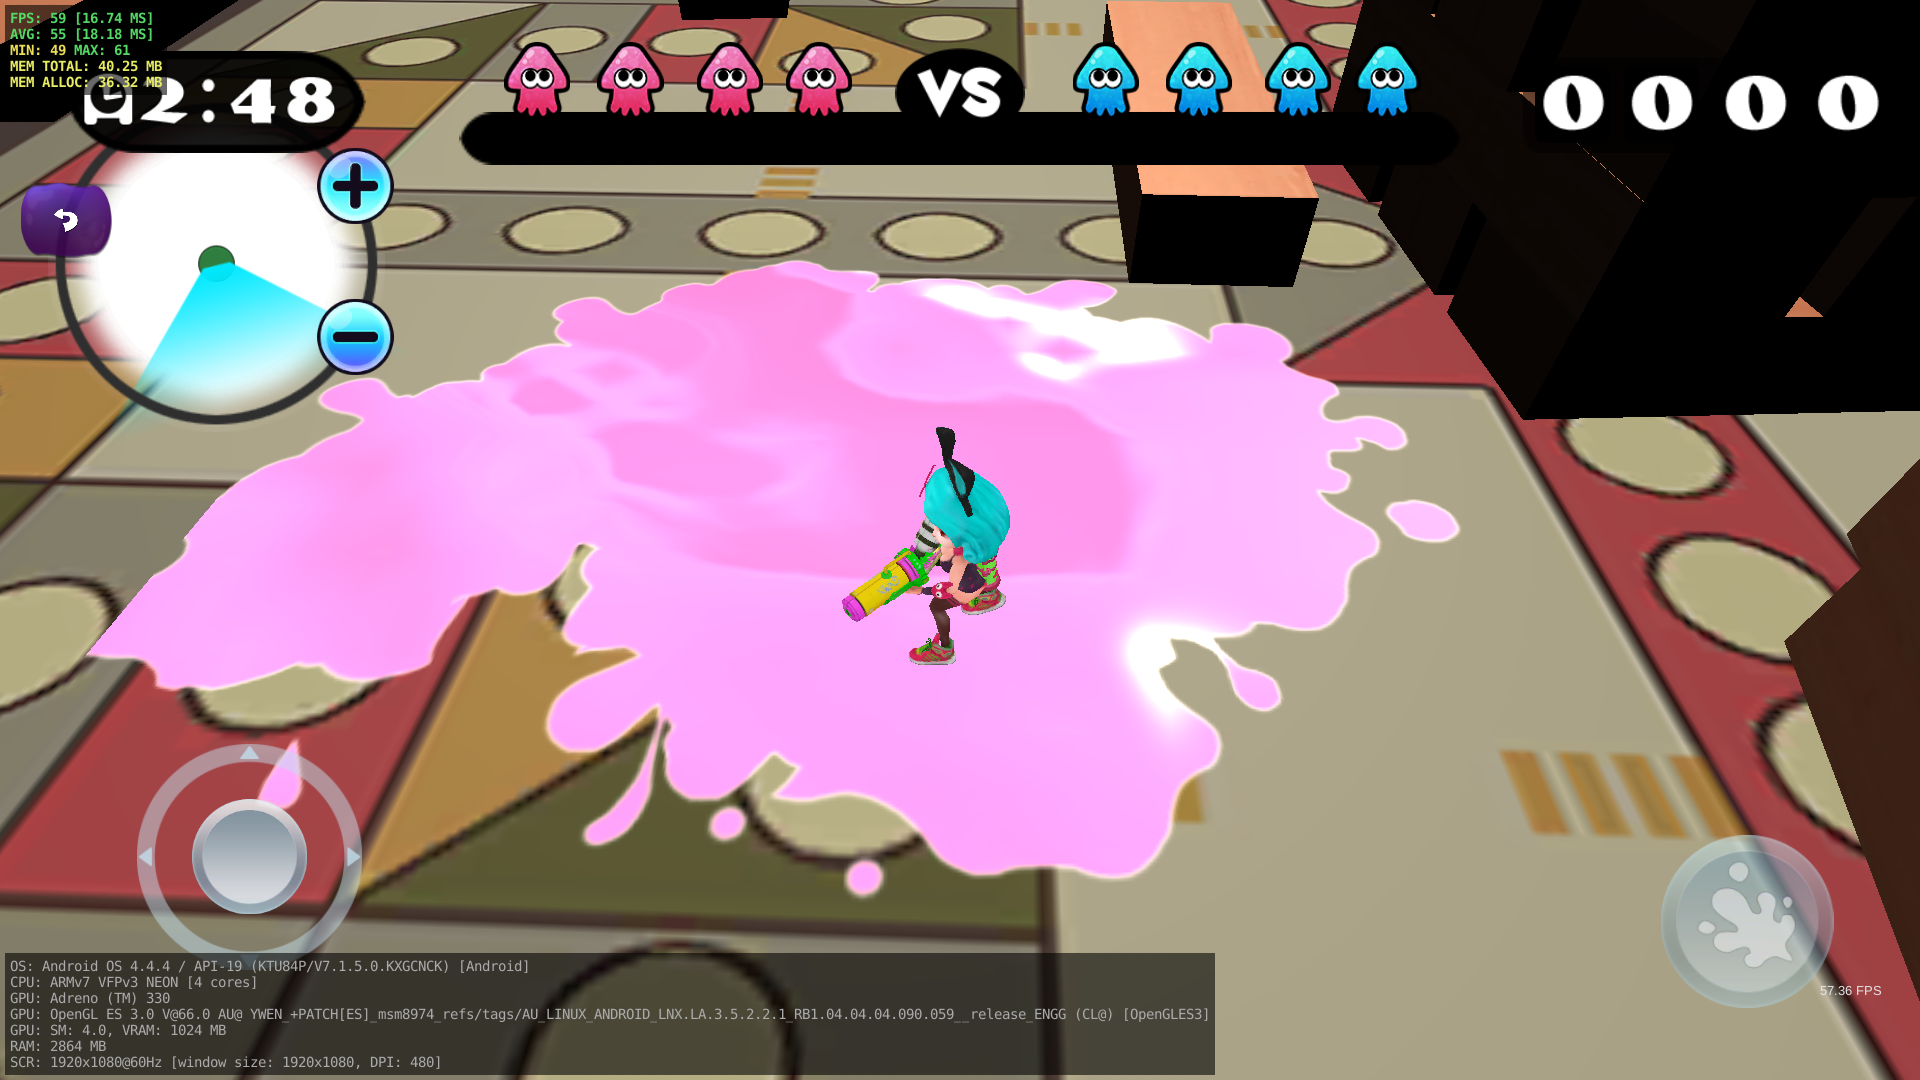 FPS: 59 [16.74 MS]
AVG: 55 [18.18 MS]
MIN: 49 MAX: 61
MEM TOTAL: 40.25 MB
MEM ALLOC: 36.32 MB
2:48
VS
0 0 0 0
57.36 FPS
OS: Android OS 4.4.4 / API-19 (KTU84P/V7.1.5.0.KXGCNCK) [Android]
CPU: ARMv7 VFPv3 NEON [4 cores]
GPU: Adreno (TM) 330
GPU: OpenGL ES 3.0 V@66.0 AU@ YWEN_+PATCH[ES]_msm8974_refs/tags/AU_LINUX_ANDROID_LNX.LA.3.5.2.2.1_RB1.04.04.04.090.059__release_ENGG (CL@) [OpenGLES3]
GPU: SM: 4.0, VRAM: 1024 MB
RAM: 2864 MB
SCR: 1920x1080@60Hz [window size: 1920x1080, DPI: 480]